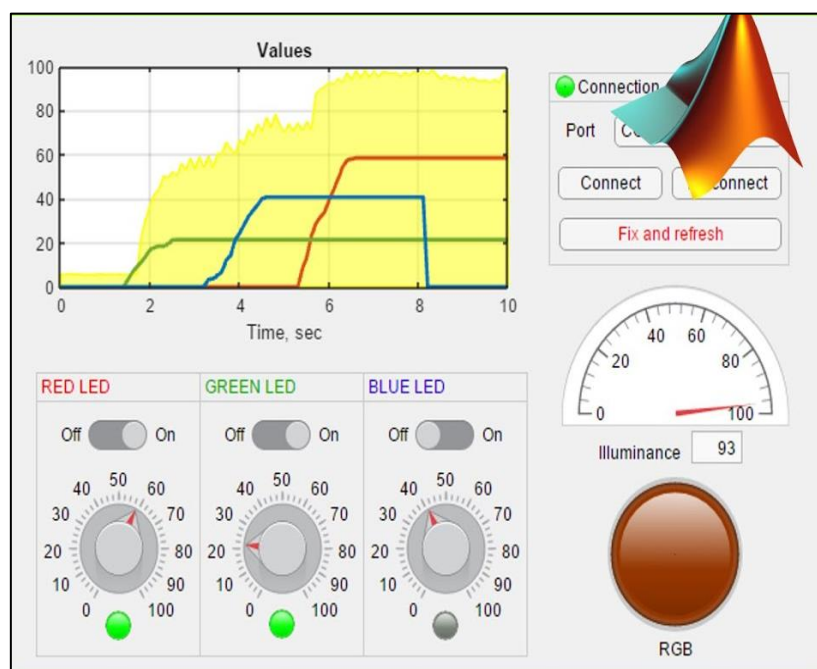 Values
100
80
60
40
20
0
0 2 4 6 8 10
Time, sec
Connection
Port
Connect
Fix and refresh
0 20 40 60 80 100
Illuminance 93
RGB
RED LED
Off On
0 10 20 30 40 50 60 70 80 90 100
GREEN LED
Off On
0 10 20 30 40 50 60 70 80 90 100
BLUE LED
Off On
0 10 20 30 40 50 60 70 80 90 100